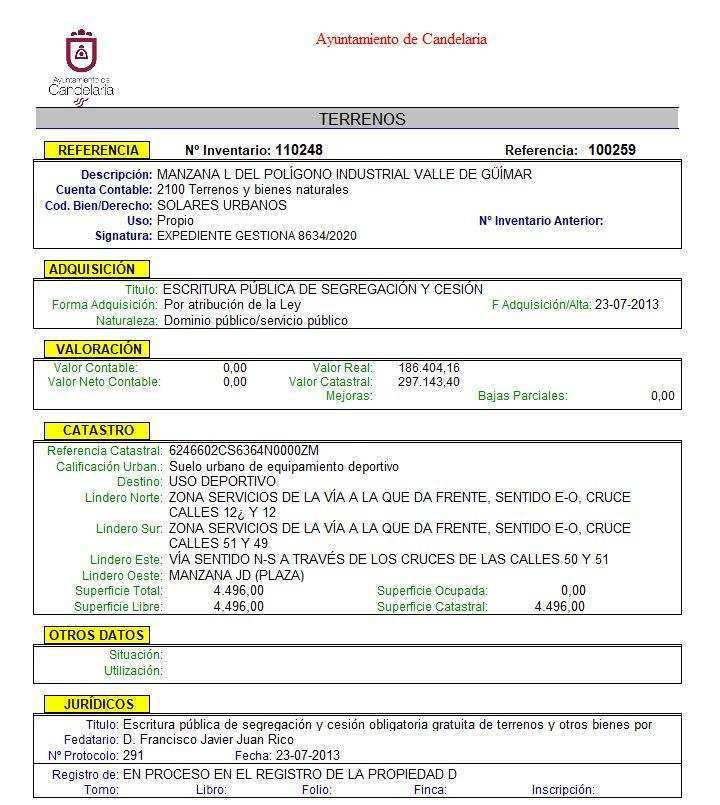 Ayuntamiento de Candelaria
Ayuntamiento de
Candelaria
TERRENOS
REFERENCIA Nº Inventario: 110248 Referencia: 100259
Descripción: MANZANA L DEL POLÍGONO INDUSTRIAL VALLE DE GÜÍMAR
Cuenta Contable: 2100 Terrenos y bienes naturales
Cod. Bien/Derecho: SOLARES URBANOS
Uso: Propio Nº Inventario Anterior:
Signatura: EXPEDIENTE GESTIONA 8634/2020
ADQUISICIÓN
Título: ESCRITURA PÚBLICA DE SEGREGACIÓN Y CESIÓN
Forma Adquisición: Por atribución de la Ley F Adquisición/Alta: 23-07-2013
Naturaleza: Dominio público/servicio público
VALORACIÓN
Valor Contable: 0,00 Valor Real: 186.404,16
Valor Neto Contable: 0,00 Valor Catastral: 297.143,40
Mejoras: Bajas Parciales: 0,00
CATASTRO
Referencia Catastral: 6246602CS6364N0000ZM
Calificación Urban.: Suelo urbano de equipamiento deportivo
Destino: USO DEPORTIVO
Lindero Norte: ZONA SERVICIOS DE LA VÍA A LA QUE DA FRENTE, SENTIDO E-O, CRUCE
CALLES 12¿ Y 12
Lindero Sur: ZONA SERVICIOS DE LA VÍA A LA QUE DA FRENTE, SENTIDO E-O, CRUCE
CALLES 51 Y 49
Lindero Este: VÍA SENTIDO N-S A TRAVÉS DE LOS CRUCES DE LAS CALLES 50 Y 51
Lindero Oeste: MANZANA JD (PLAZA)
Superficie Total: 4.496,00 Superficie Ocupada: 0,00
Superficie Libre: 4.496,00 Superficie Catastral: 4.496,00
OTROS DATOS
Situación:
Utilización:
JURÍDICOS
Título: Escritura pública de segregación y cesión obligatoria gratuita de terrenos y otros bienes por
Fedatario: D. Francisco Javier Juan Rico
Nº Protocolo: 291 Fecha: 23-07-2013
Registro de: EN PROCESO EN EL REGISTRO DE LA PROPIEDAD D
Tomo: Libro: Folio: Finca: Inscripción: